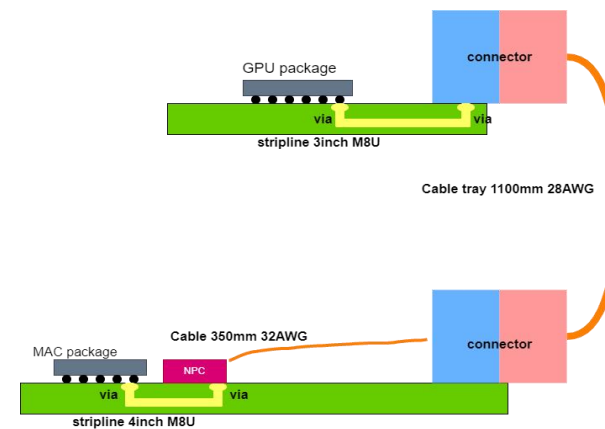 connector
GPU package
via
via
stripline 3inch M8U
Cable tray 1100mm 28AWG
Cable 350mm 32AWG
connector
MAC package
NPC
via
via
stripline 4inch M8U